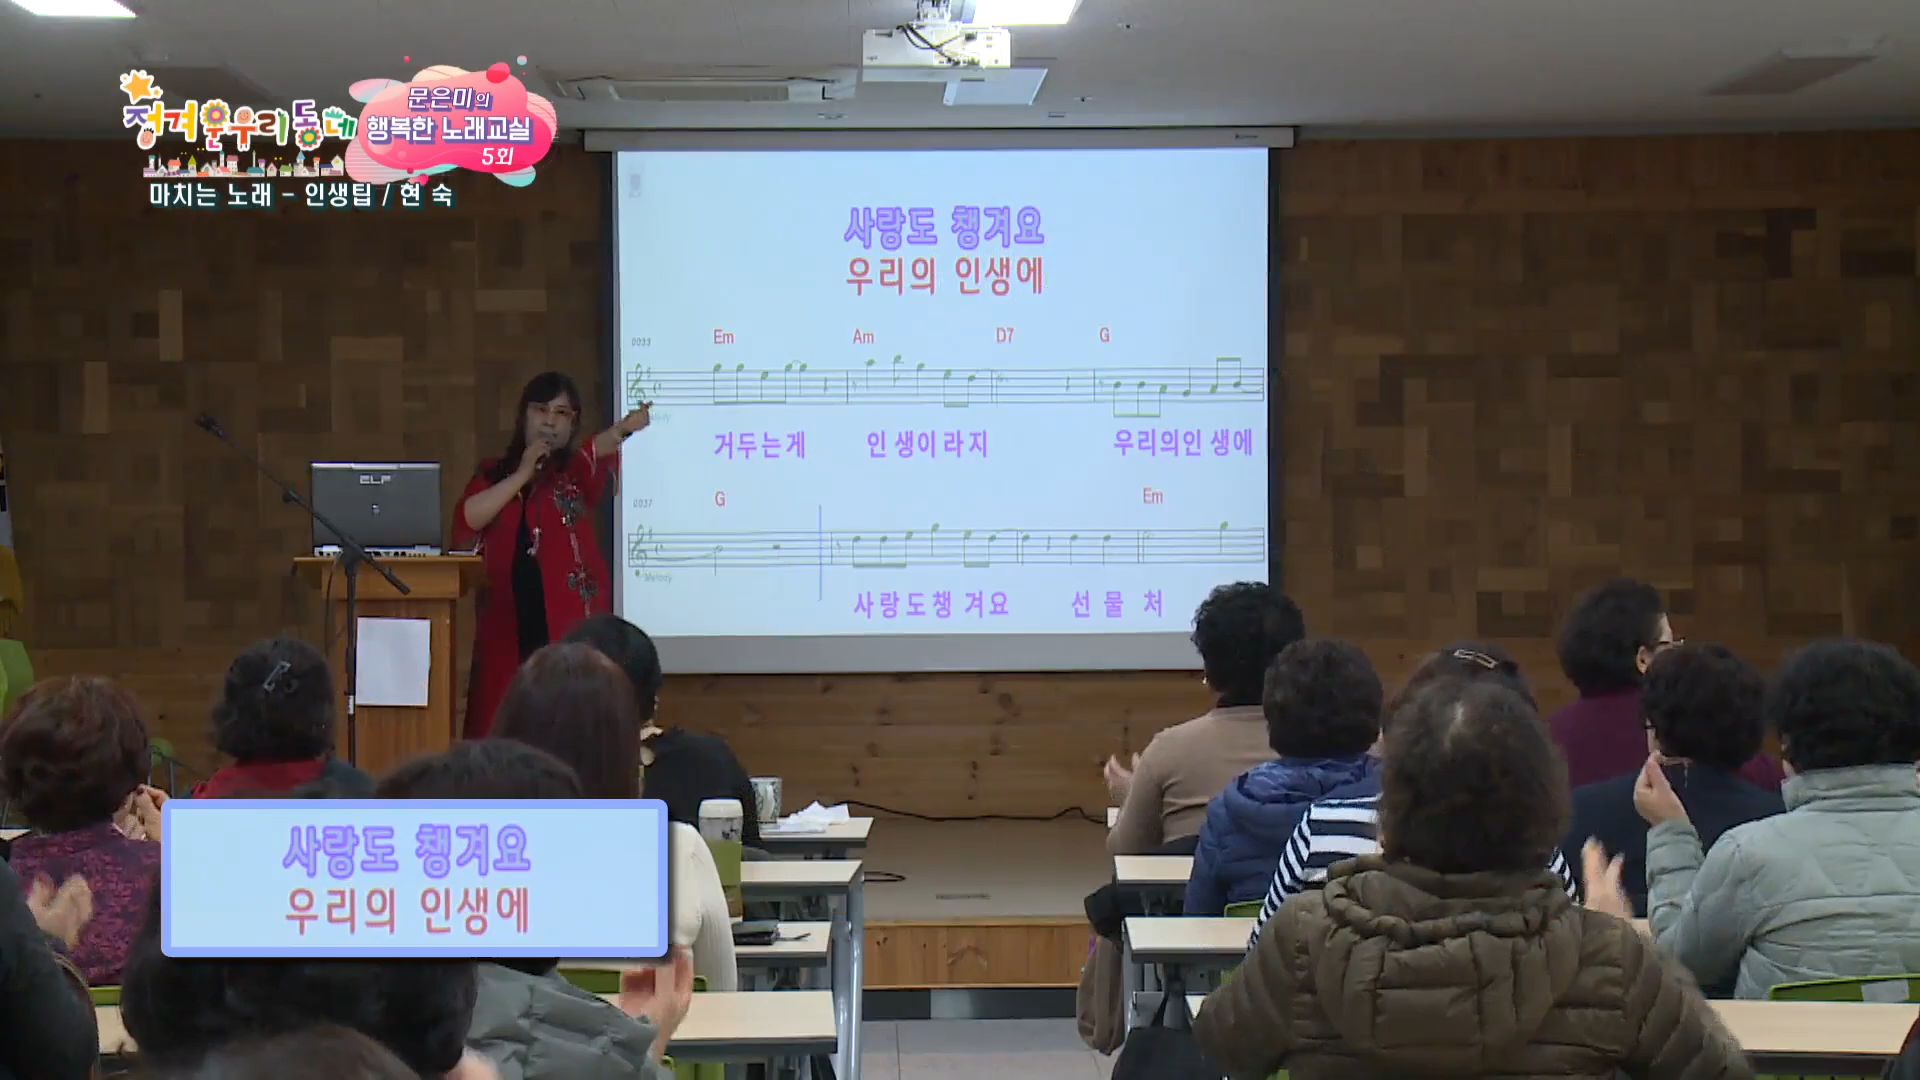 정겨운우리동네
문은미의
행복한 노래교실
5회
마치는 노래 - 인생팁 / 현 숙
사랑도 챙겨요
우리의 인생에
0033 Em Am D7 G
거두는게 인생이라지 우리의인 생에
0037 G Em
Melody
사랑도챙 겨요 선 물 처
ELF
사랑도 챙겨요
우리의 인생에